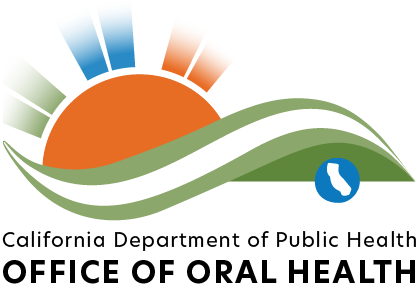 California Department of Public Health
OFFICE OF ORAL HEALTH